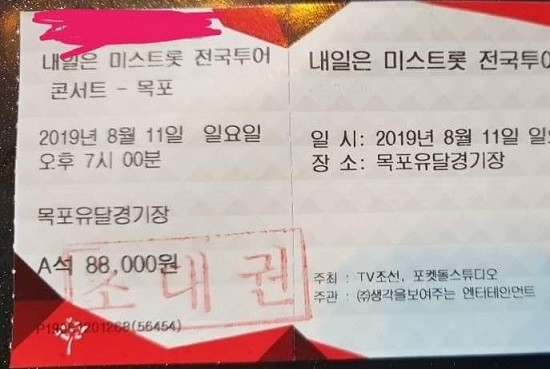 내일은 미스트롯 전국투어
콘서트 - 목포
2019년 8월 11일 일요일
오후 7시 00분
목포유달경기장
A석 88,000원
초대권
내일은 미스트롯 전국투어
일 시: 2019년 8월 11일
장 소: 목포유달경기장
주최 : TV조선, 포켓돌스튜디오
주관 : ㈜생각을보여주는 엔터테인먼트